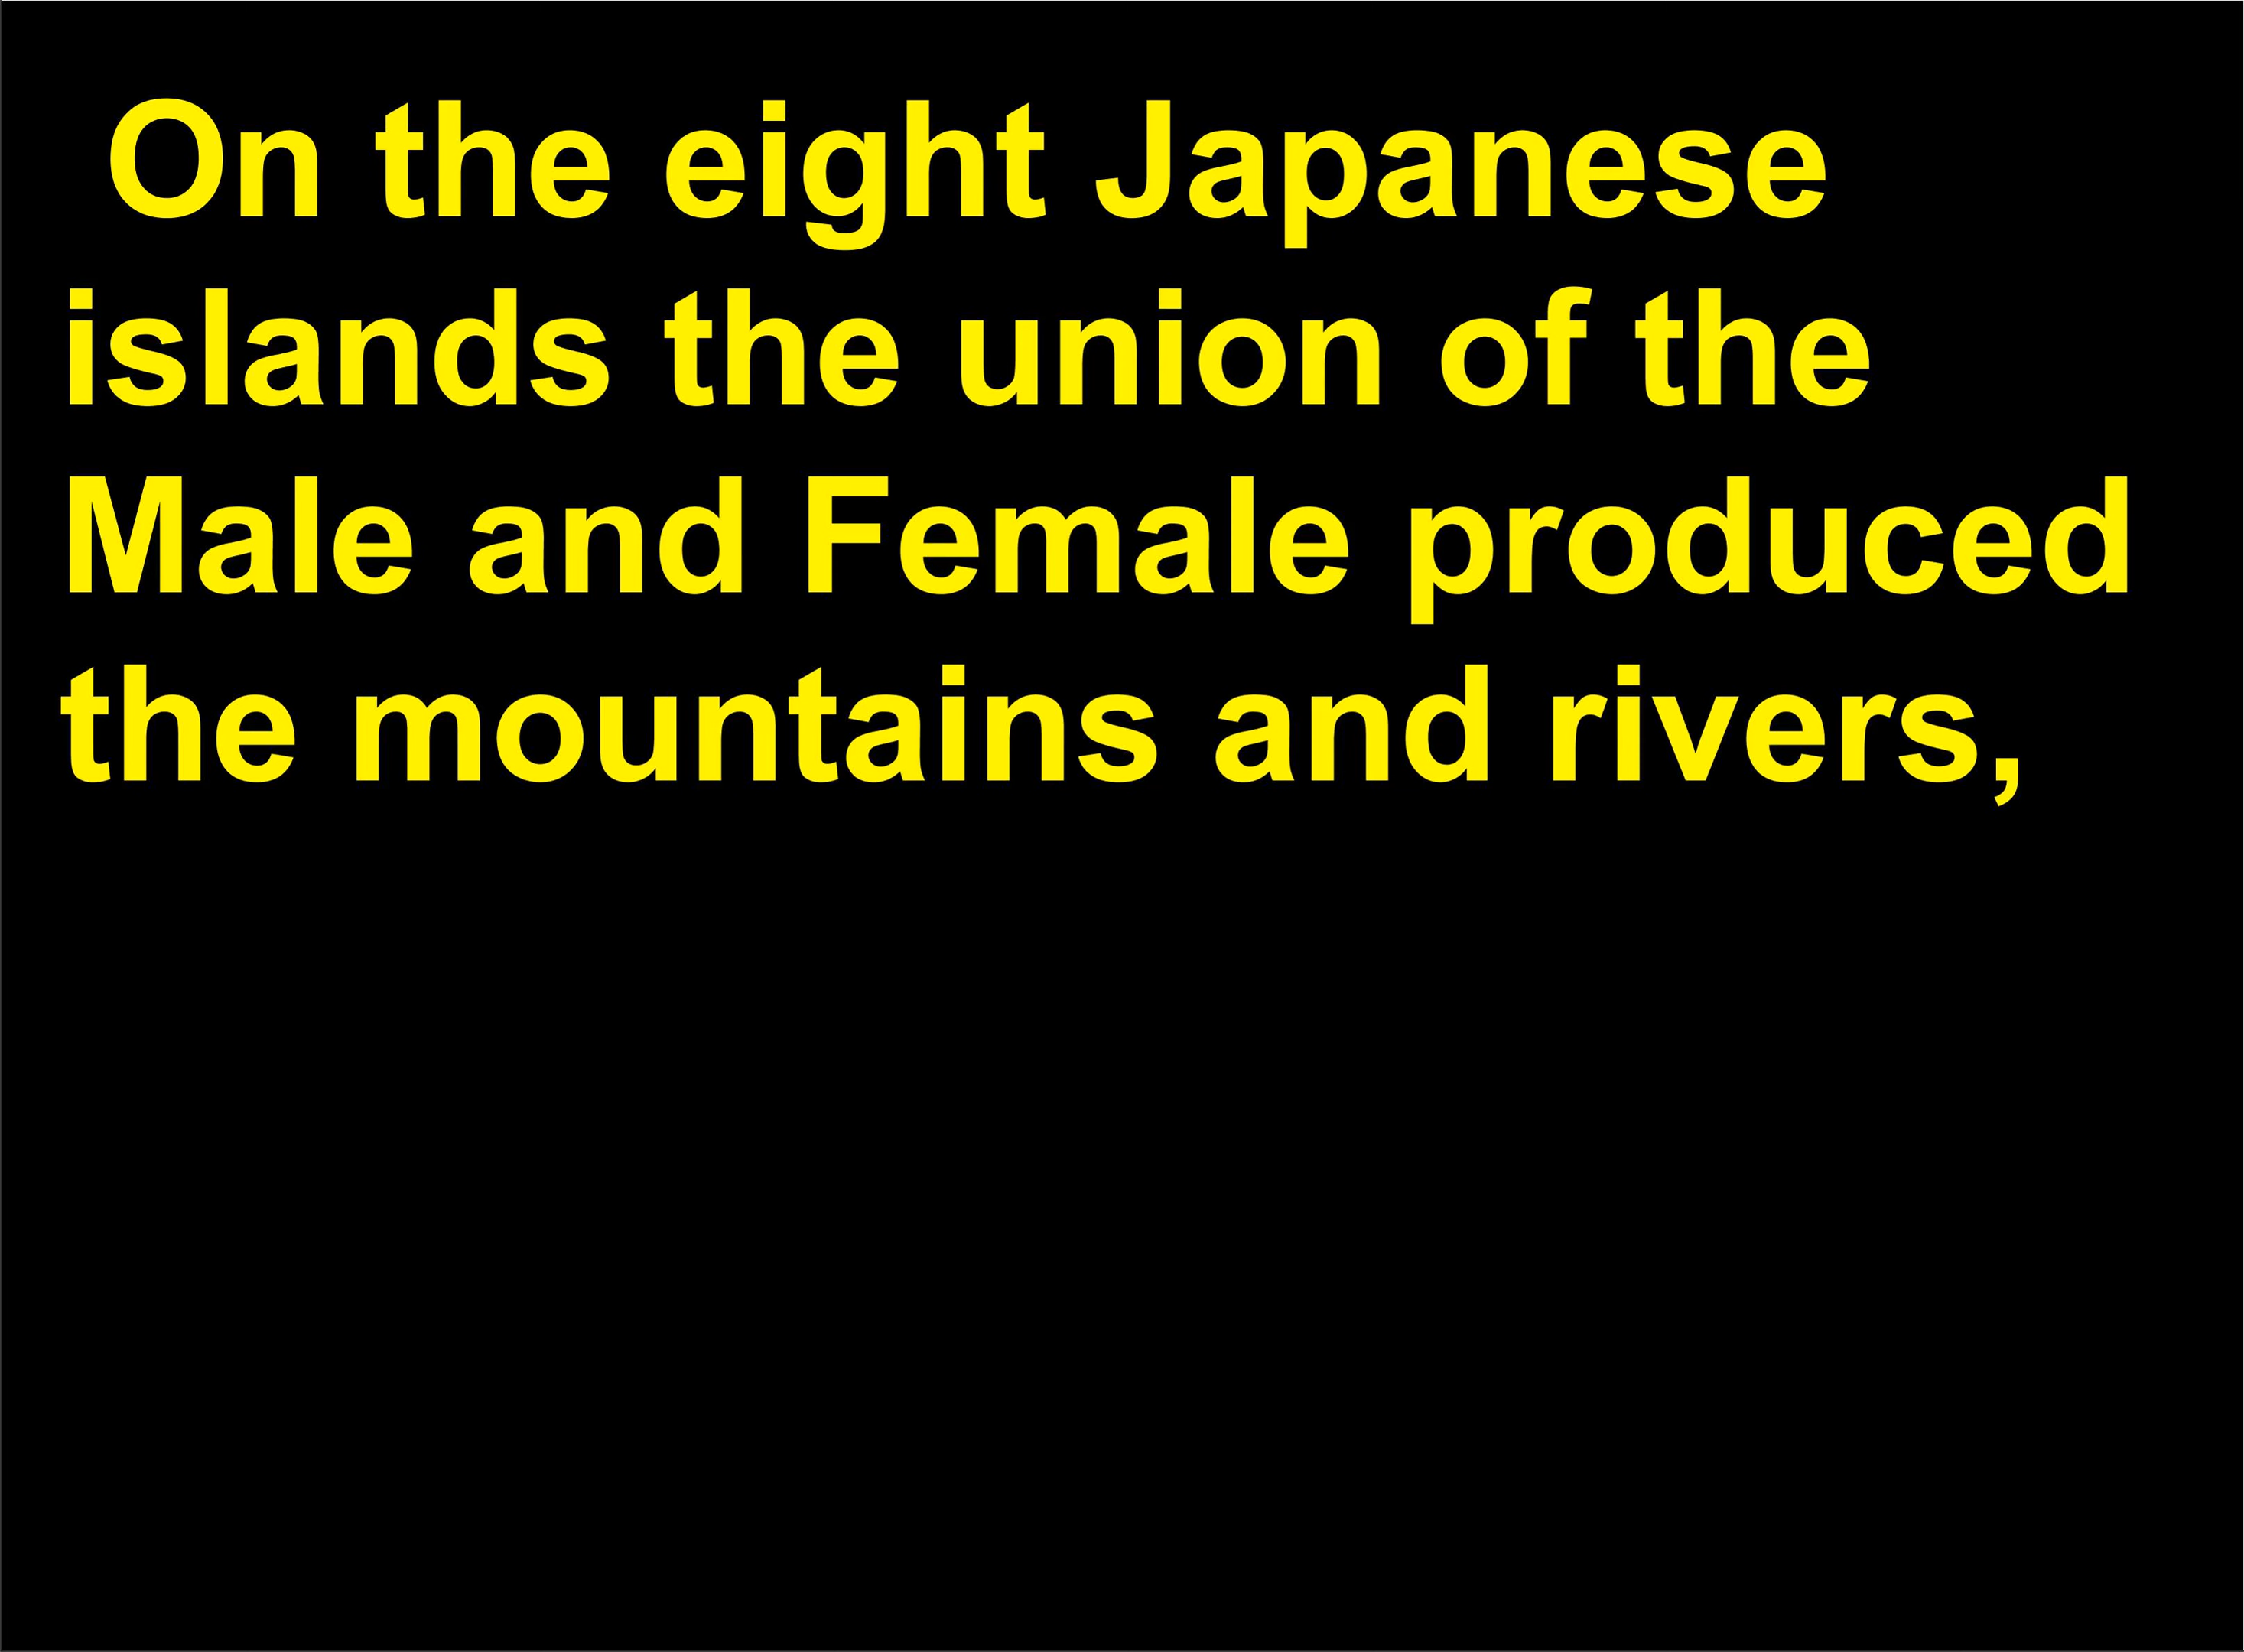 On the eight Japanese
islands the union of the
Male and Female produced
the mountains and rivers,